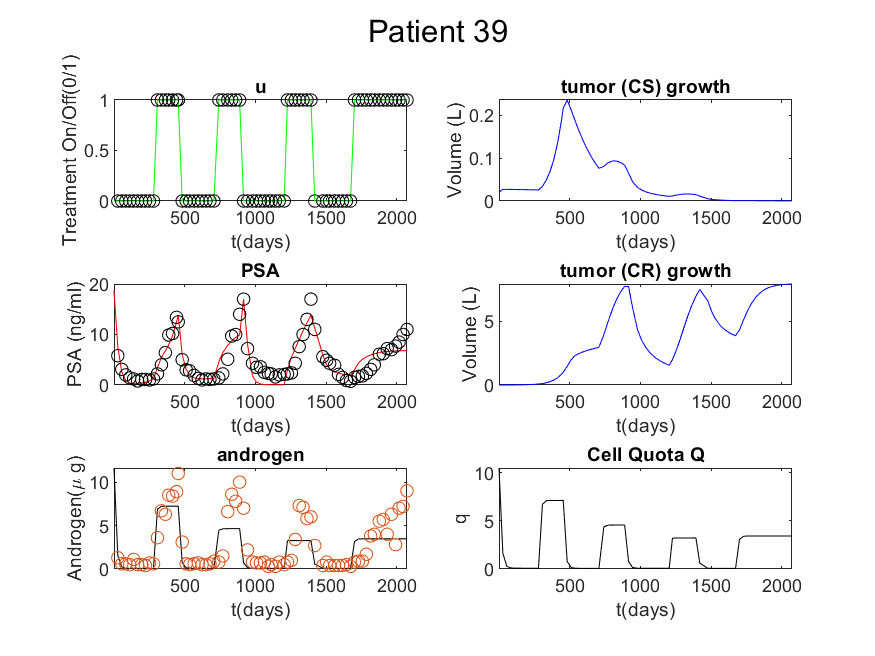 Patient 39
u
Treatment On/Off(0/1)
1
0.5
0
500 1000 1500 2000
t(days)
tumor (CS) growth
Volume (L)
0.2
0.1
0
500 1000 1500 2000
t(days)
PSA
PSA (ng/ml)
20
10
0
500 1000 1500 2000
t(days)
tumor (CR) growth
Volume (L)
5
0
500 1000 1500 2000
t(days)
androgen
Androgen(μ g)
10
5
0
500 1000 1500 2000
t(days)
Cell Quota Q
q
10
5
0
500 1000 1500 2000
t(days)